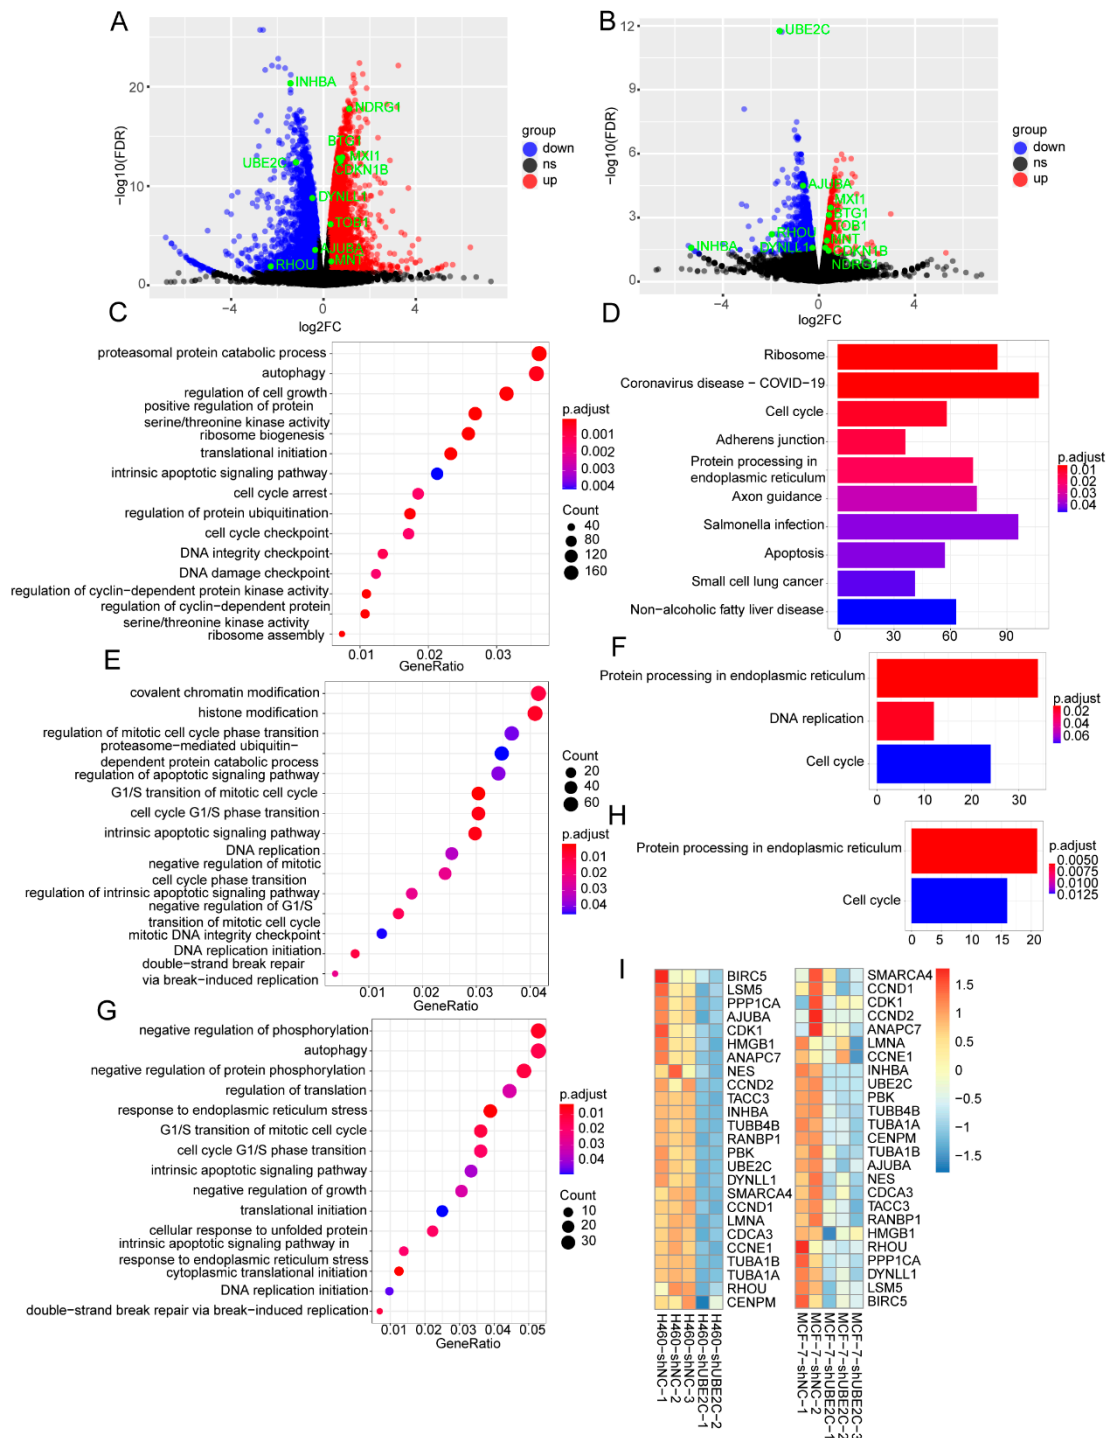 A
INHBA
NDRG1
BTG1
UBE2C
MXI1
CDKN1B
DYNLL1
TOB1
AJUBA
MNT
RHOU
20
10
0
−log10(FDR)
−4
0
4
log2FC
group
down
ns
up
B
UBE2C
AJUBA
MXI1
BTG1
RHOU
TOB1
INHBA
DYNLL1
CDKN1B
NDRG1
12
9
6
3
0
−log10(FDR)
−4
0
4
log2FC
group
down
ns
up
C
proteasomal protein catabolic process
autophagy
regulation of cell growth
positive regulation of protein
serine/threonine kinase activity
ribosome biogenesis
translational initiation
intrinsic apoptotic signaling pathway
cell cycle arrest
regulation of protein ubiquitination
cell cycle checkpoint
DNA integrity checkpoint
DNA damage checkpoint
regulation of cyclin−dependent protein kinase activity
regulation of cyclin−dependent protein
serine/threonine kinase activity
ribosome assembly
0.01
0.02
0.03
GeneRatio
p.adjust
0.001
0.002
0.003
0.004
Count
40
80
120
160
D
Ribosome
Coronavirus disease − COVID−19
Cell cycle
Adherens junction
Protein processing in
endoplasmic reticulum
Axon guidance
Salmonella infection
Apoptosis
Small cell lung cancer
Non−alcoholic fatty liver disease
0
30
60
90
p.adjust
0.01
0.02
0.03
0.04
E
covalent chromatin modification
histone modification
regulation of mitotic cell cycle phase transition
proteasome−mediated ubiquitin−
dependent protein catabolic process
regulation of apoptotic signaling pathway
G1/S transition of mitotic cell cycle
cell cycle G1/S phase transition
intrinsic apoptotic signaling pathway
DNA replication
negative regulation of mitotic
cell cycle phase transition
regulation of intrinsic apoptotic signaling pathway
negative regulation of G1/S
transition of mitotic cell cycle
mitotic DNA integrity checkpoint
DNA replication initiation
double−strand break repair
via break−induced replication
0.01
0.02
0.03
0.04
GeneRatio
Count
20
40
60
p.adjust
0.01
0.02
0.03
0.04
F
Protein processing in endoplasmic reticulum
DNA replication
Cell cycle
0
10
20
30
p.adjust
0.02
0.04
0.06
G
negative regulation of phosphorylation
autophagy
negative regulation of protein phosphorylation
regulation of translation
response to endoplasmic reticulum stress
G1/S transition of mitotic cell cycle
cell cycle G1/S phase transition
intrinsic apoptotic signaling pathway
negative regulation of growth
translational initiation
cellular response to unfolded protein
intrinsic apoptotic signaling pathway in
response to endoplasmic reticulum stress
cytoplasmic translational initiation
DNA replication initiation
double−strand break repair via break−induced replication
0.01
0.02
0.03
0.04
0.05
GeneRatio
p.adjust
0.01
0.02
0.03
0.04
Count
10
20
30
H
Protein processing in endoplasmic reticulum
Cell cycle
0
5
10
15
20
p.adjust
0.0050
0.0075
0.0100
0.0125
I
BIRC5
LSM5
PPP1CA
AJUBA
CDK1
HMGB1
ANAPC7
NES
CCND2
TACC3
INHBA
TUBB4B
RANBP1
PBK
UBE2C
DYNLL1
SMARCA4
CCND1
LMNA
CDCA3
CCNE1
TUBA1B
TUBA1A
RHOU
CENPM
H460−shNC−1
H460−shNC−2
H460−shNC−3
H460−shUBE2C−1
H460−shUBE2C−2
SMARCA4
CCND1
CDK1
CCND2
ANAPC7
LMNA
CCNE1
INHBA
UBE2C
PBK
TUBB4B
TUBA1A
CENPM
TUBA1B
AJUBA
NES
CDCA3
TACC3
RANBP1
HMGB1
RHOU
PPP1CA
DYNLL1
LSM5
BIRC5
MCF−7−shNC−1
MCF−7−shNC−2
MCF−7−shUBE2C−1
MCF−7−shUBE2C−2
MCF−7−shUBE2C−3
1.5
1
0.5
0
−0.5
−1
−1.5